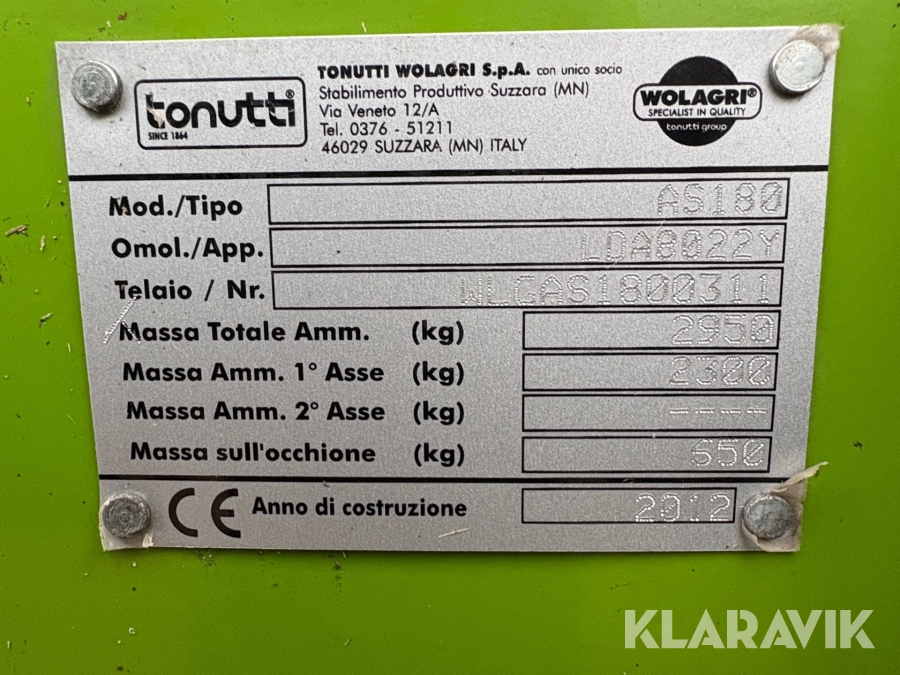 tonutti
SINCE 1864
TONUTTI WOLAGRI S.p.A. con unico socio
Stabilimento Produttivo Suzzara (MN)
Via Veneto 12/A
Tel. 0376 - 51211
46029 SUZZARA (MN) ITALY
WOLAGRI®
SPECIALIST IN QUALITY
tonutti group
Mod./Tipo AS180
Omol./App. LDA8022Y
Telaio / Nr. WLGAS1800311
Massa Totale Amm. (kg) 2950
Massa Amm. 1° Asse (kg) 2300
Massa Amm. 2° Asse (kg) ----
Massa sull'occhione (kg) 650
CE Anno di costruzione 2012
KLARAVIK